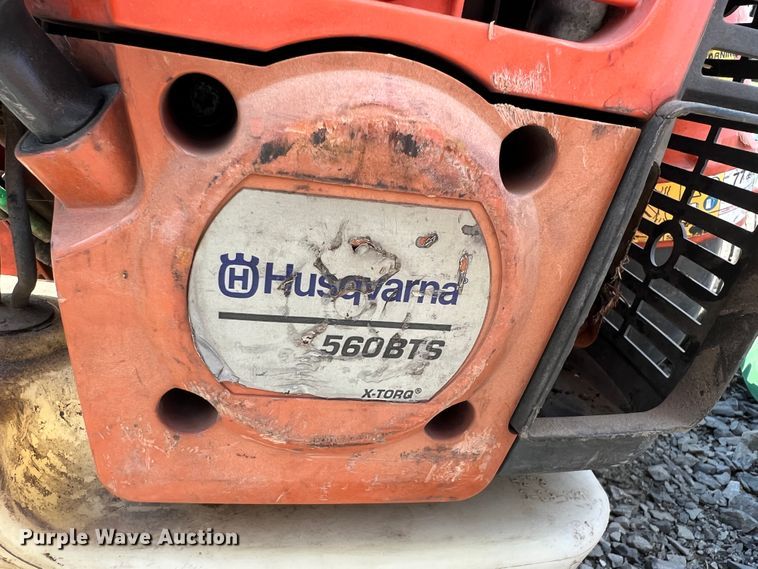 Husqvarna
560BTS
X-TORQ®
Purple Wave Auction